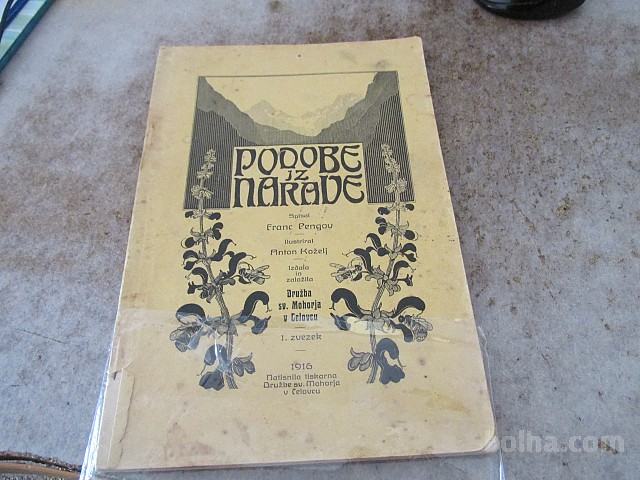 PODOBE
IZ
NARAVE
Spisal
Franc Pengov
Ilustriral
Anton Koželj
Izdala
in
založila
Družba
sv. Mohorja
v Celovcu
1. zvezek
1916
Natisnila tiskarna
Družbe sv. Mohorja
v Celovcu
bolha.com